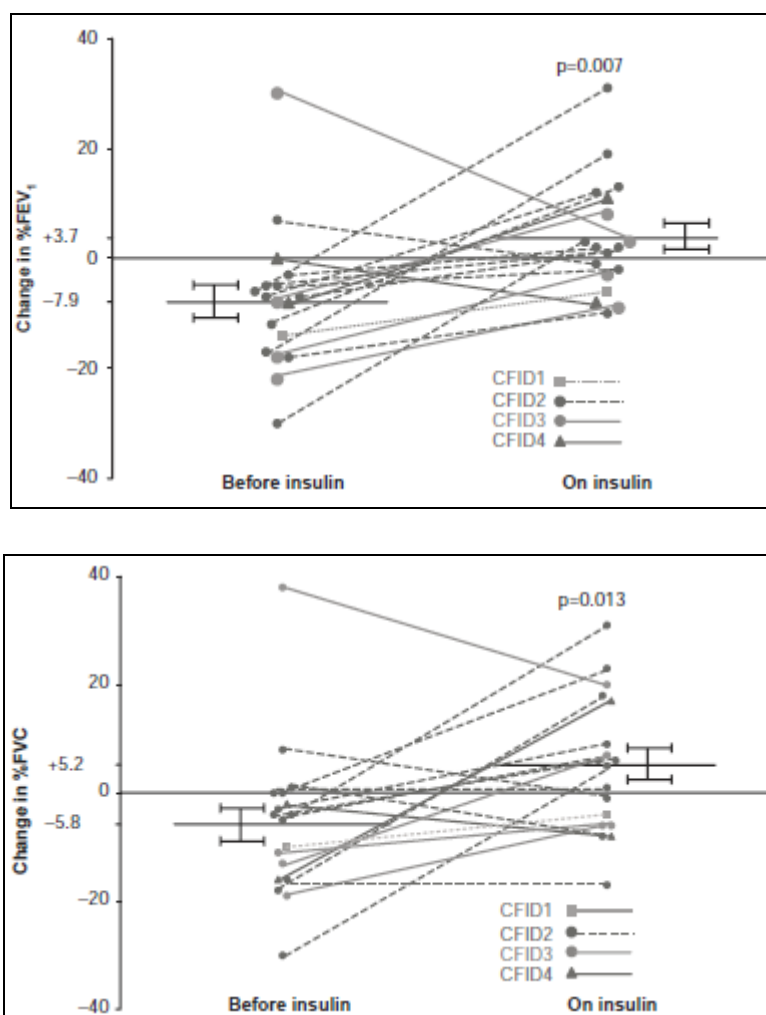 40
p=0.007
20
+3.7
0
−7.9
−20
−40
Change in %FEV₁
CFID1
CFID2
CFID3
CFID4
Before insulin
On insulin
40
p=0.013
20
+5.2
0
−5.8
−20
−40
Change in %FVC
CFID1
CFID2
CFID3
CFID4
Before insulin
On insulin